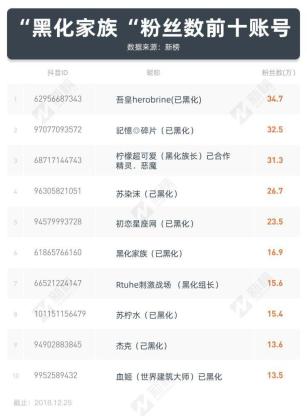 “黑化家族“粉丝数前十账号
数据来源：新榜
抖音ID 昵称 粉丝数(万)
1 62956687343 吾皇herobrine(已黑化) 34.7
2 97077093572 記憶◎碎片（已黑化） 32.5
3 68717144743 柠檬超可爱（黑化族长）己合作 31.3
精灵．恶魔
4 96305821051 苏染沫（己黑化） 26.7
5 94579993728 初恋星座网（已黑化） 23.5
6 61865766160 黑化家族（已黑化） 16.9
7 66521224147 Rtuhe刺激战场 （黑化组长） 15.6
8 101151156479 苏柠水（已黑化） 15.4
9 94902883845 杰克（己黑化） 13.6
10 9952589432 血姬（世界建筑大师）已黑化 13.5
截止：2018.12.25
新榜